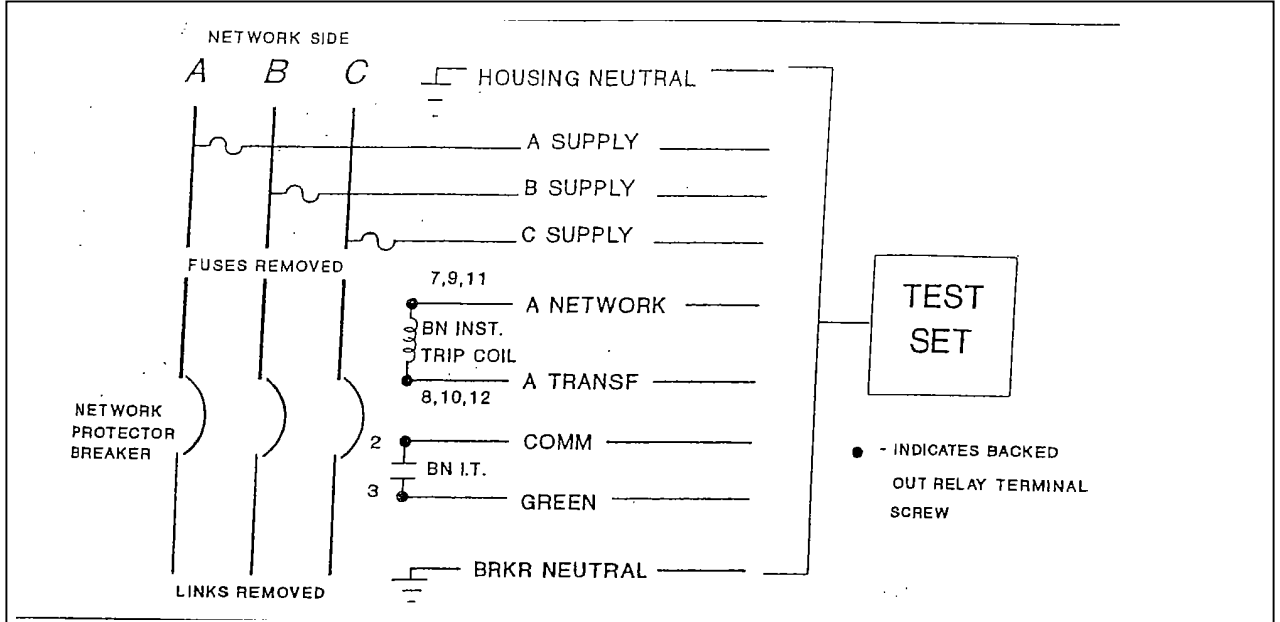 NETWORK SIDE
A B C
HOUSING NEUTRAL
A SUPPLY
B SUPPLY
C SUPPLY
FUSES REMOVED
7,9,11
A NETWORK
BN INST.
TRIP COIL
A TRANSF
8,10,12
NETWORK
PROTECTOR
BREAKER
2
COMM
BN I.T.
3
GREEN
BRKR NEUTRAL
LINKS REMOVED
TEST
SET
- INDICATES BACKED
OUT RELAY TERMINAL
SCREW